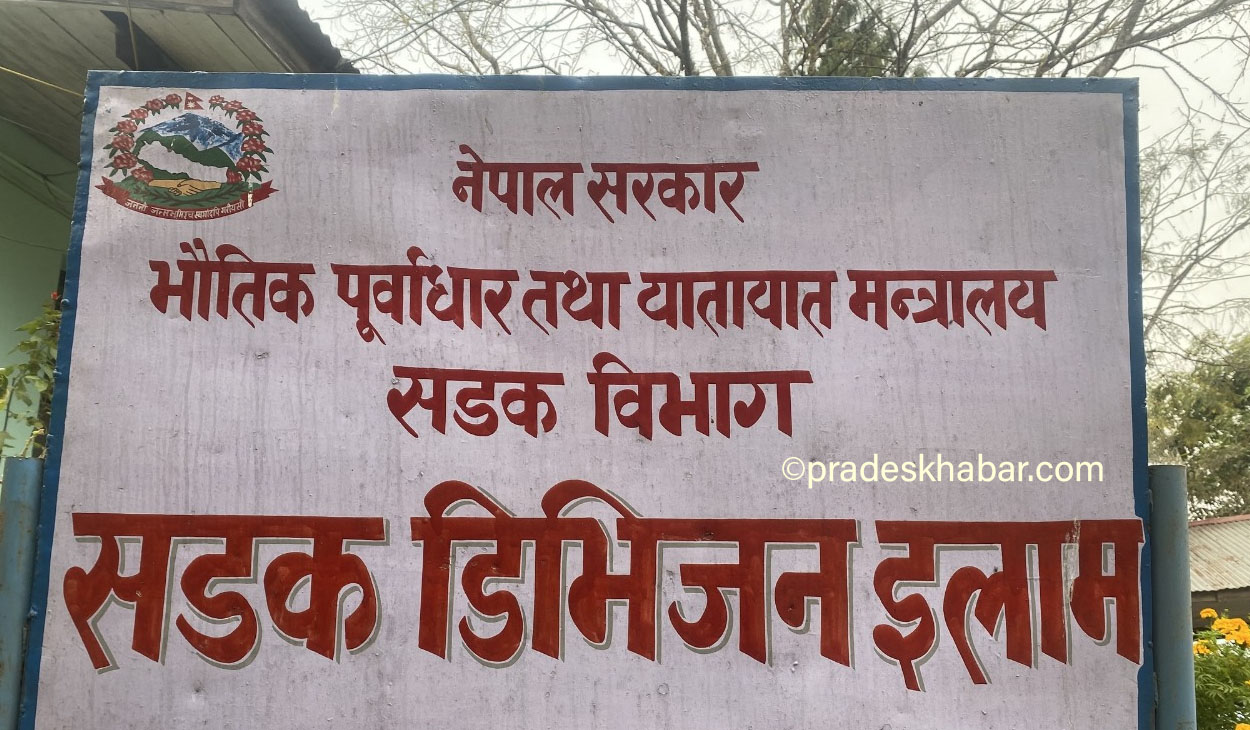 नेपाल सरकार
भौतिक पूर्वाधार तथा यातायात मन्त्रालय
सडक विभाग
©pradeskhabar.com
सडक डिभिजन इलाम